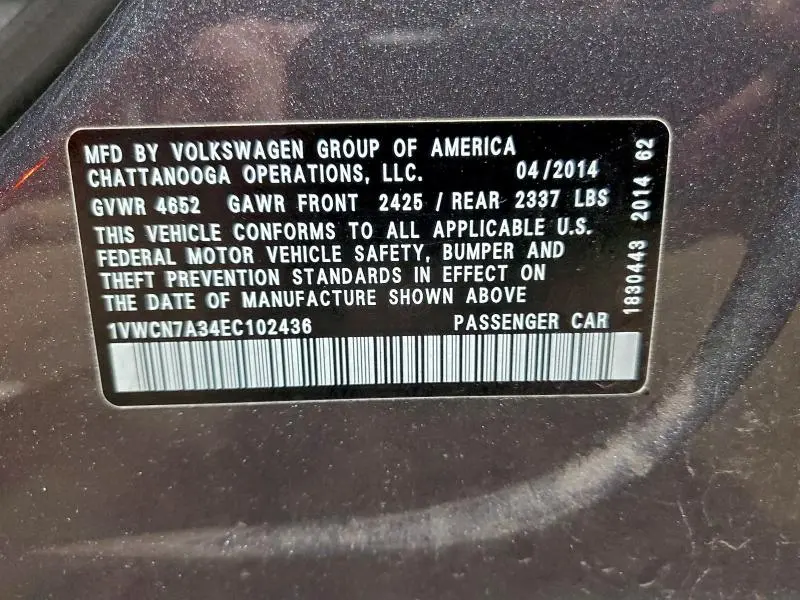 MFD BY VOLKSWAGEN GROUP OF AMERICA
CHATTANOOGA OPERATIONS, LLC. 04/2014
GVWR 4652 GAWR FRONT 2425 / REAR 2337 LBS
THIS VEHICLE CONFORMS TO ALL APPLICABLE U.S.
FEDERAL MOTOR VEHICLE SAFETY, BUMPER AND
THEFT PREVENTION STANDARDS IN EFFECT ON
THE DATE OF MANUFACTURE SHOWN ABOVE
1VWCN7A34EC102436 PASSENGER CAR
1830443 2014 62